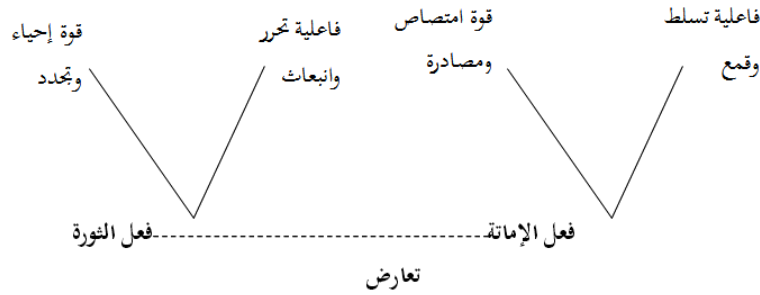 فاعلية تسلط
وقمع
قوة امتصاص
ومصادرة
فاعلية تحرر
وانبعاث
قوة إحياء
وتجدد
فعل الإماتة
فعل الثورة
تعارض